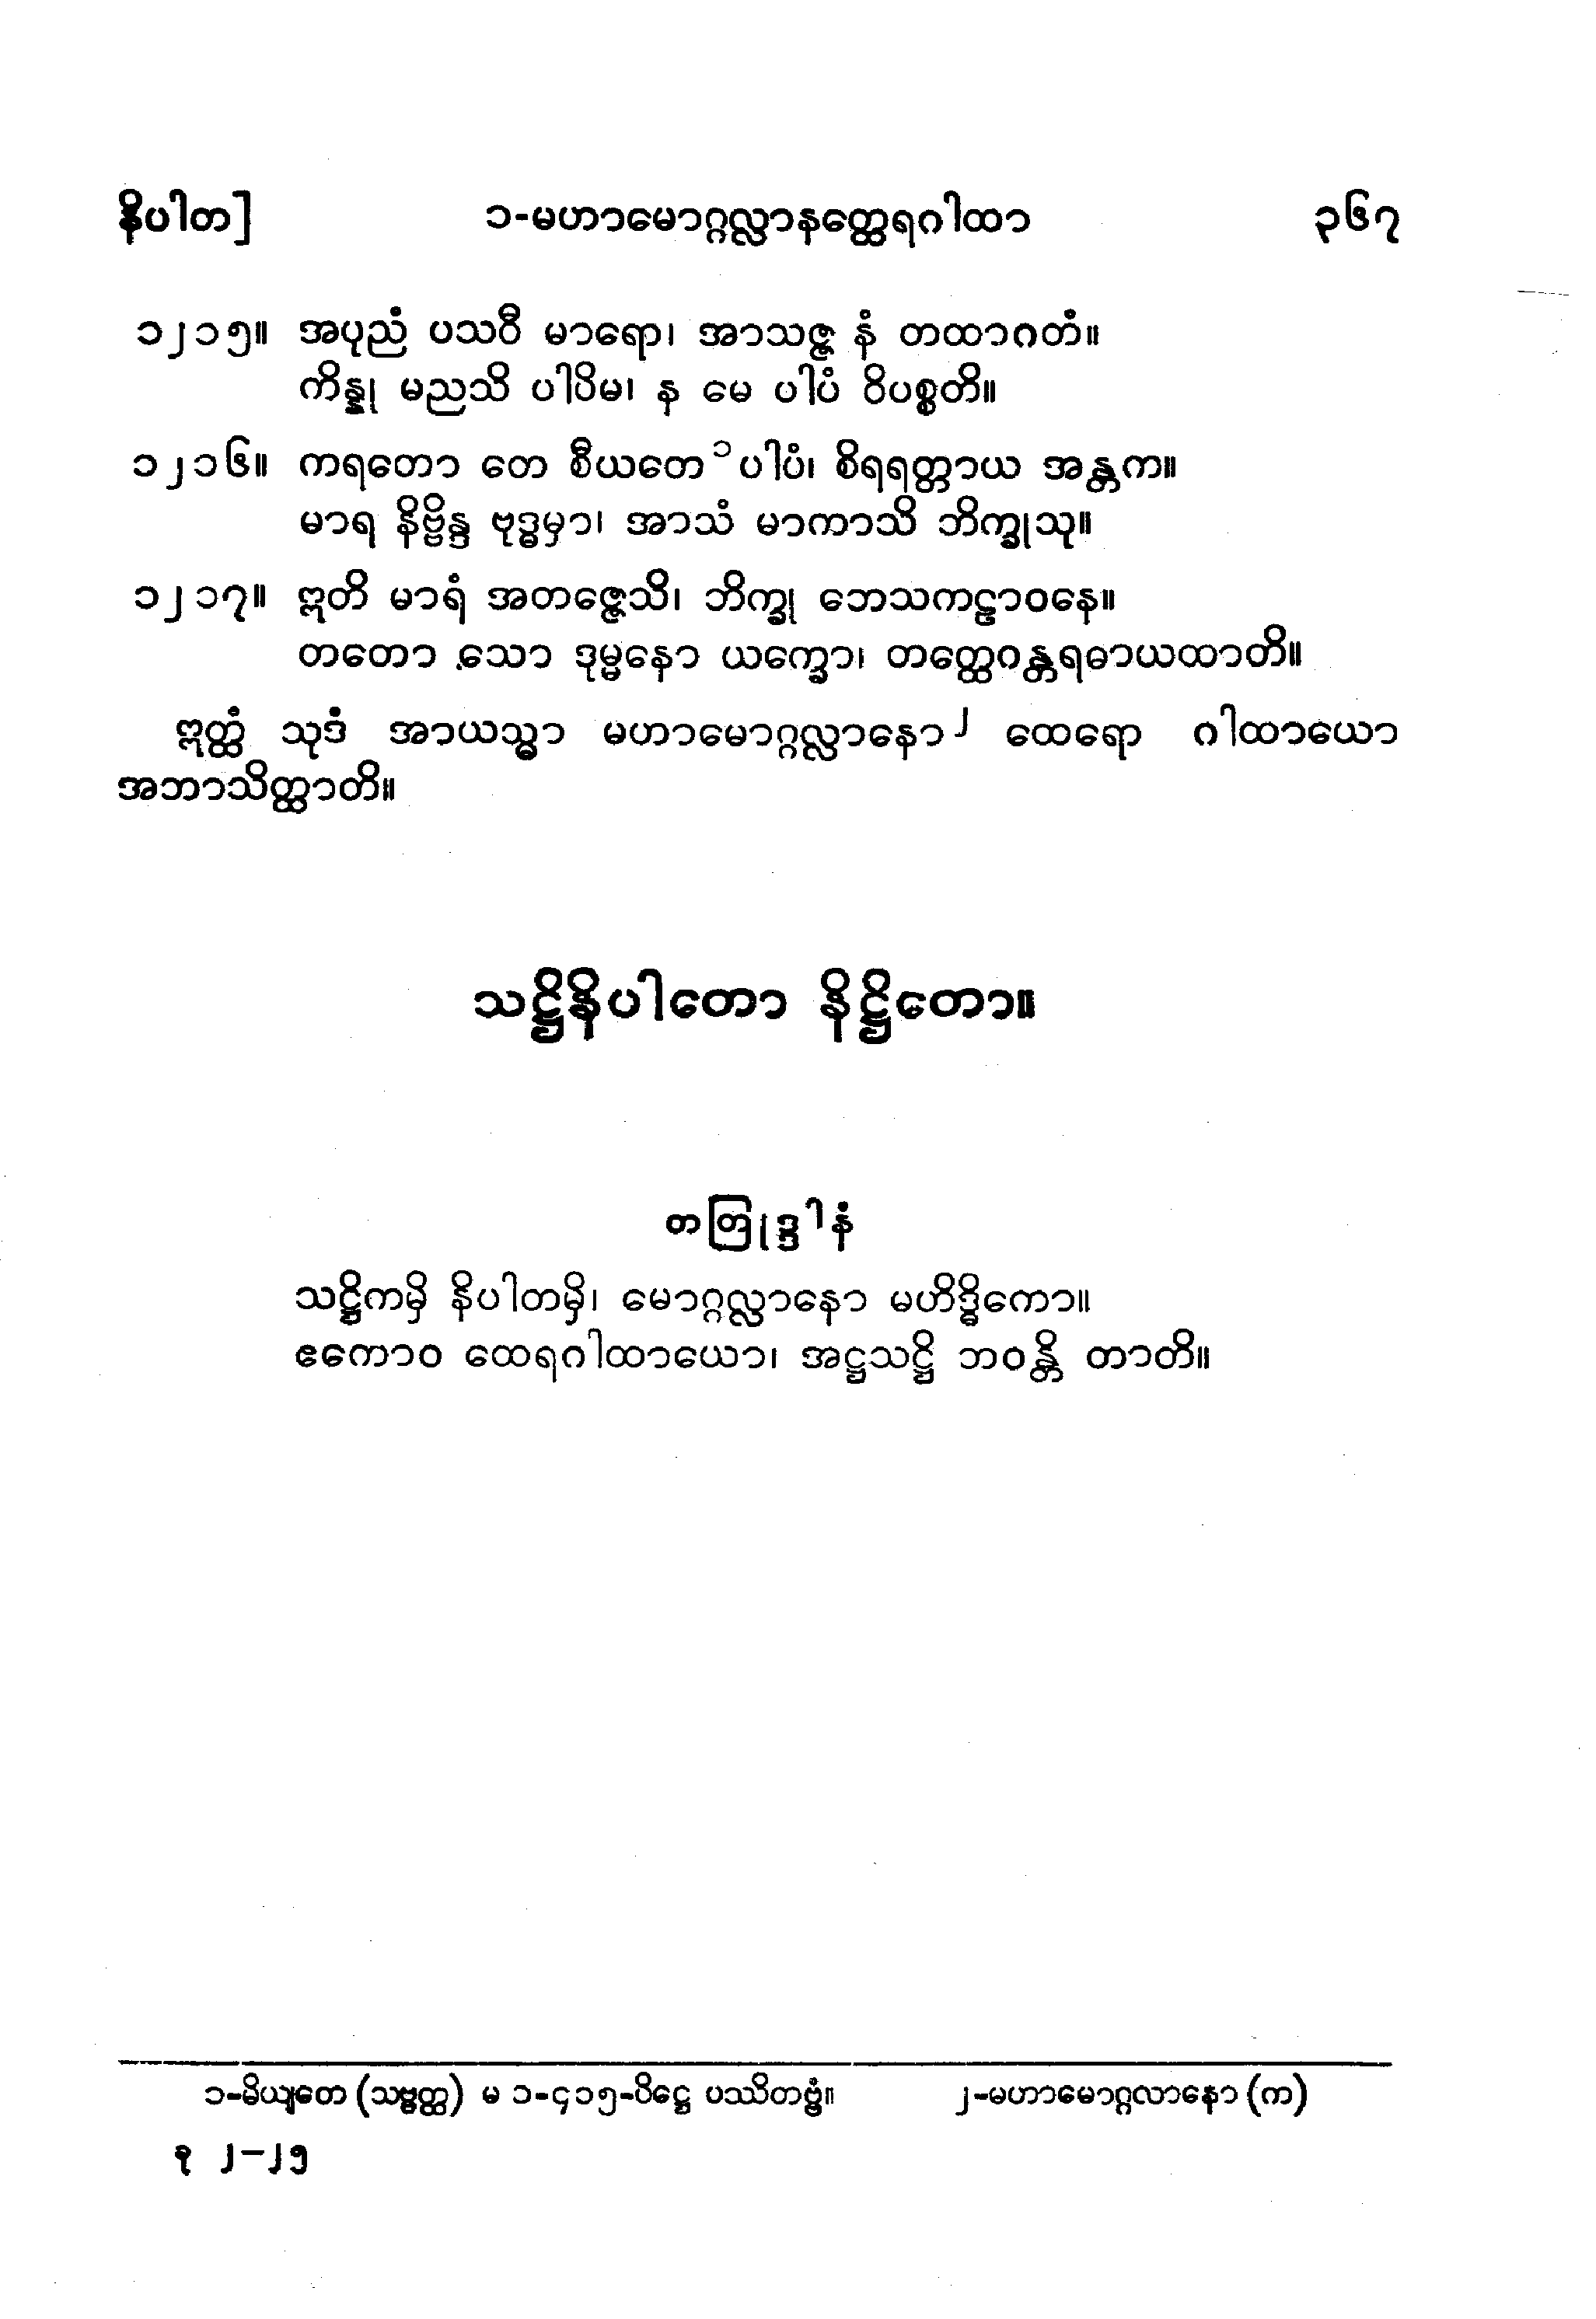 နိပါတ] ၁-မဟာမောဂ္ဂလ္လာနတ္ထေရဂါထာ ၃၆၇
၁၂၁၅။ အပုညံ ပသဝီ မာရော၊ အာသဇ္ဇ နံ တထာဂတံ။
ကိန္နု မညသိ ပါပိမ၊ န မေ ပါပံ ဝိပစ္စတိ။
၁၂၁၆။ ကရတော တေ စီယတေ ၁ ပါပံ၊ စိရရတ္တာယ အန္တက။
မာရ နိဗ္ဗိန္ဒ ဗုဒ္ဓမှာ၊ အာသံ မာကာသိ ဘိက္ခုသု။
၁၂၁၇။ ဣတိ မာရံ အတဇ္ဇေသိ၊ ဘိက္ခု ဘေသကဠာဝနေ။
တတော သော ဒုမ္မနော ယက္ခော၊ တတ္ထေဝန္တရဓာယထာတိ။
ဣတ္ထံ သုဒံ အာယသ္မာ မဟာမောဂ္ဂလ္လာနော ၂ ထေရော ဂါထာယော
အဘာသိတ္ထာတိ။
သဋ္ဌိနိပါတော နိဋ္ဌိတော။
တတြုဒ္ဒါနံ
သဋ္ဌိကမှိ နိပါတမှိ၊ မောဂ္ဂလ္လာနော မဟိဒ္ဓိကော။
ဧကောဝ ထေရဂါထာယော၊ အဋ္ဌသဋ္ဌိ ဘဝန္တိ တာတိ။
၁-မိယျတေ (သဗ္ဗတ္ထ) မ ၁-၄၁၅-ပိဋ္ဌေ ပဿိတဗ္ဗံ။ ၂-မဟာမောဂ္ဂလာနော (က)
ခု ၂-၂၅